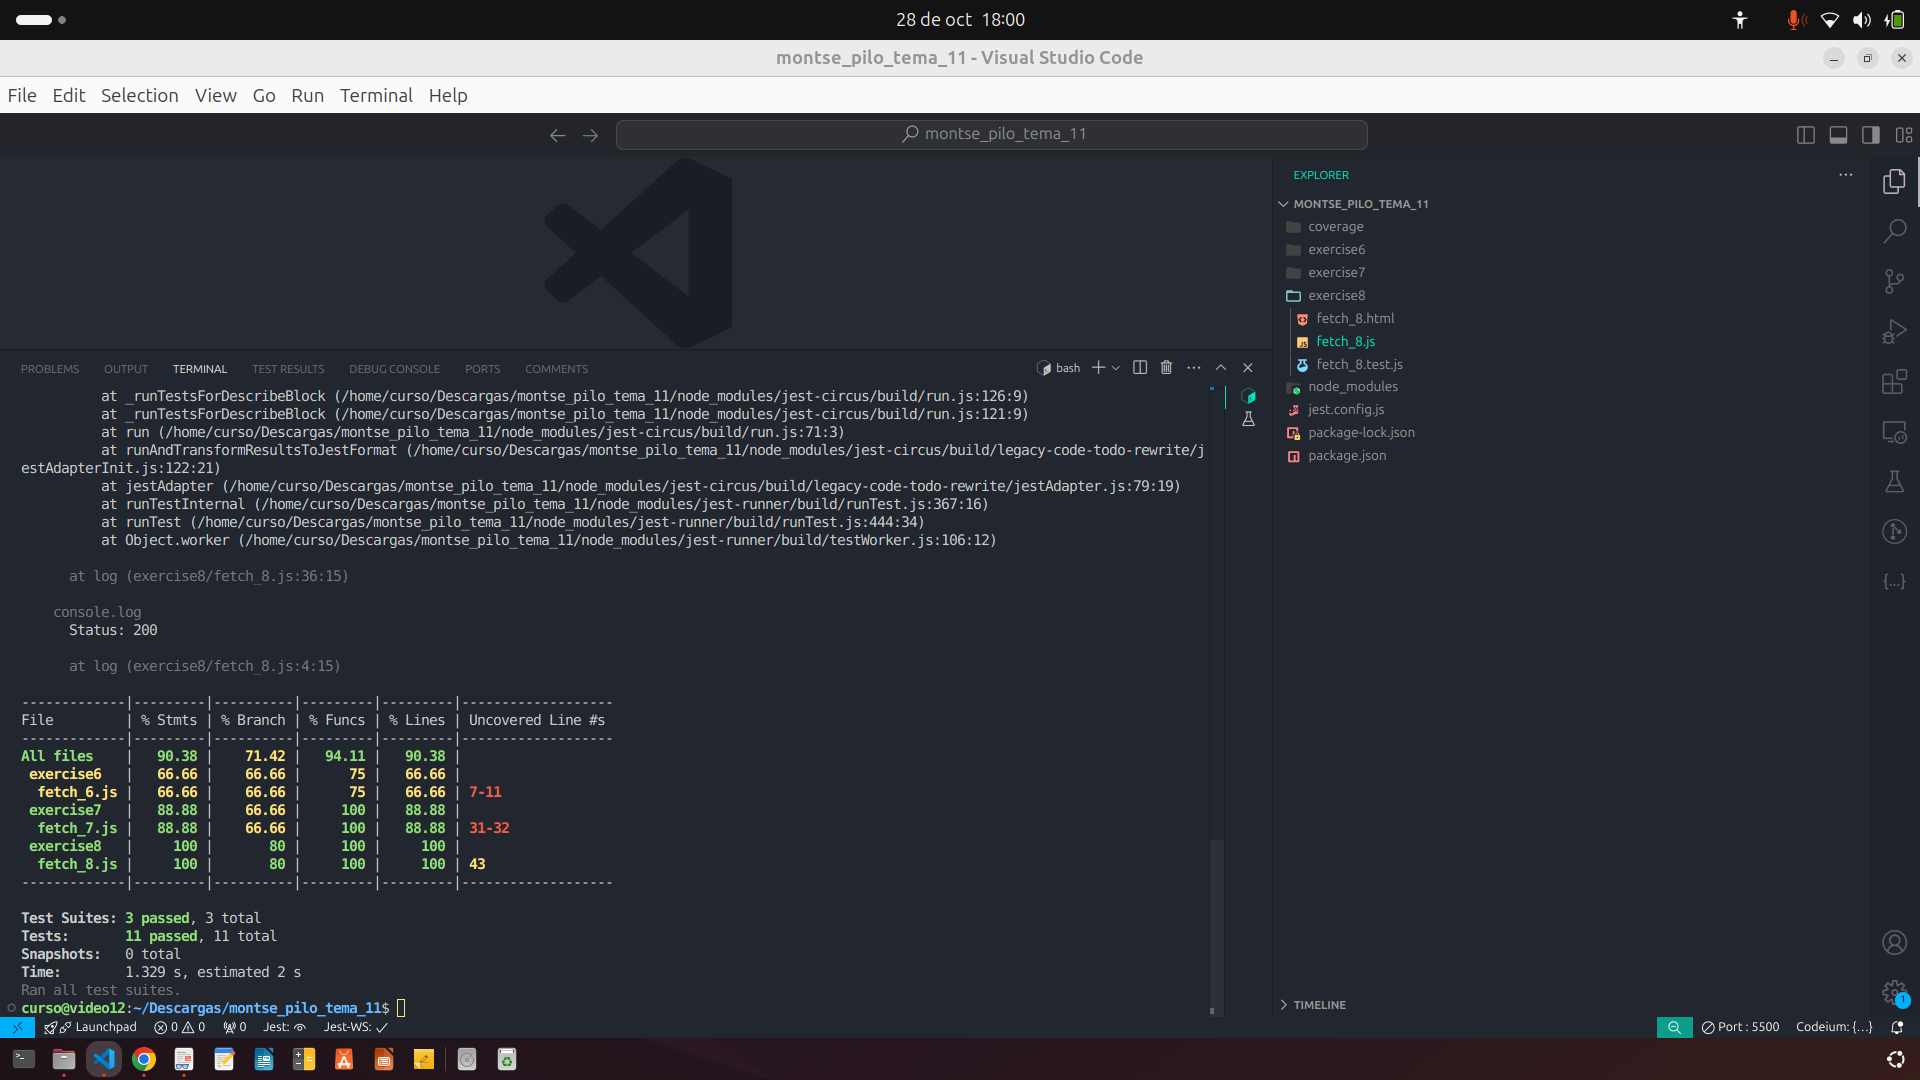 28 de oct 18:00
montse_pilo_tema_11 - Visual Studio Code
File Edit Selection View Go Run Terminal Help
montse_pilo_tema_11
EXPLORER
MONTSE_PILO_TEMA_11
coverage
exercise6
exercise7
exercise8
fetch_8.html
fetch_8.js
fetch_8.test.js
node_modules
jest.config.js
package-lock.json
package.json
TIMELINE
PROBLEMS OUTPUT TERMINAL TEST RESULTS DEBUG CONSOLE PORTS COMMENTS
bash
at _runTestsForDescribeBlock (/home/curso/Descargas/montse_pilo_tema_11/node_modules/jest-circus/build/run.js:126:9)
at _runTestsForDescribeBlock (/home/curso/Descargas/montse_pilo_tema_11/node_modules/jest-circus/build/run.js:121:9)
at run (/home/curso/Descargas/montse_pilo_tema_11/node_modules/jest-circus/build/run.js:71:3)
at runAndTransformResultsToJestFormat (/home/curso/Descargas/montse_pilo_tema_11/node_modules/jest-circus/build/legacy-code-todo-rewrite/j
estAdapterInit.js:122:21)
at jestAdapter (/home/curso/Descargas/montse_pilo_tema_11/node_modules/jest-circus/build/legacy-code-todo-rewrite/jestAdapter.js:79:19)
at runTestInternal (/home/curso/Descargas/montse_pilo_tema_11/node_modules/jest-runner/build/runTest.js:367:16)
at runTest (/home/curso/Descargas/montse_pilo_tema_11/node_modules/jest-runner/build/runTest.js:444:34)
at Object.worker (/home/curso/Descargas/montse_pilo_tema_11/node_modules/jest-runner/build/testWorker.js:106:12)
at log (exercise8/fetch_8.js:36:15)
console.log
Status: 200
at log (exercise8/fetch_8.js:4:15)
-------------|---------|----------|---------|---------|-------------------
File         | % Stmts | % Branch | % Funcs | % Lines | Uncovered Line #s
-------------|---------|----------|---------|---------|-------------------
All files    |   90.38 |    71.42 |   94.11 |   90.38 |
 exercise6   |   66.66 |    66.66 |      75 |   66.66 |
  fetch_6.js |   66.66 |    66.66 |      75 |   66.66 | 7-11
 exercise7   |   88.88 |    66.66 |     100 |   88.88 |
  fetch_7.js |   88.88 |    66.66 |     100 |   88.88 | 31-32
 exercise8   |     100 |       80 |     100 |     100 |
  fetch_8.js |     100 |       80 |     100 |     100 | 43
-------------|---------|----------|---------|---------|-------------------
Test Suites: 3 passed, 3 total
Tests:       11 passed, 11 total
Snapshots:   0 total
Time:        1.329 s, estimated 2 s
Ran all test suites.
curso@video12:~/Descargas/montse_pilo_tema_11$
1
Launchpad 0 0 0 Jest: Jest-WS: Port : 5500 Codeium: {...}